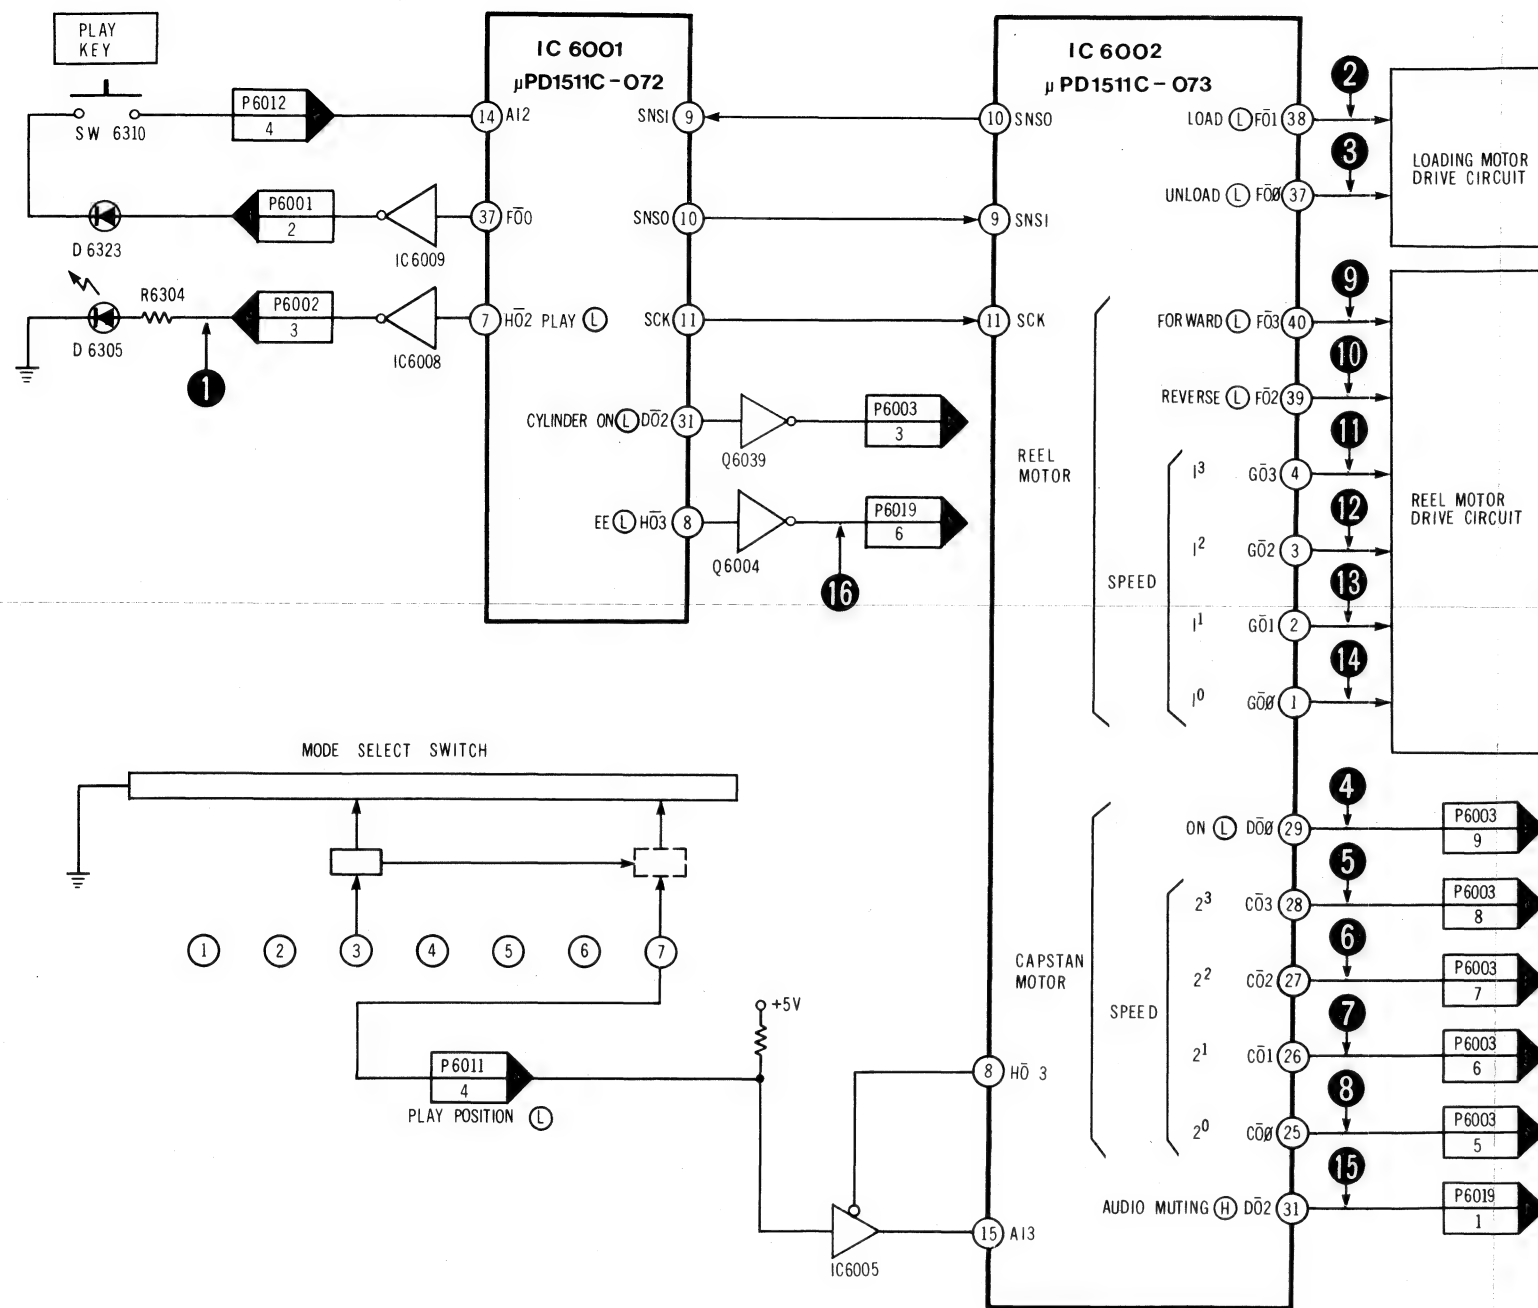 PLAY
KEY
SW 6310
P6012
4
D 6323
P6001
2
IC6009
R6304
D 6305
P6002
3
IC6008
1
IC 6001
µPD1511C-072
14 AI2
37 FŌ0
7 HŌ2 PLAY Ⓛ
SNSI 9
SNSO 10
SCK 11
CYLINDER ON Ⓛ DŌ2 31
EE Ⓛ HŌ3 8
Q6039
P6003
3
Q6004
P6019
6
16
IC 6002
µPD1511C-073
10 SNSO
9 SNSI
11 SCK
LOAD Ⓛ FŌ1 38
UNLOAD Ⓛ FŌØ 37
2
3
LOADING MOTOR
DRIVE CIRCUIT
REEL
MOTOR
FORWARD Ⓛ FŌ3 40
REVERSE Ⓛ FŌ2 39
SPEED
I³ GŌ3 4
I² GŌ2 3
I¹ GŌ1 2
I⁰ GŌØ 1
9
10
11
12
13
14
REEL MOTOR
DRIVE CIRCUIT
MODE SELECT SWITCH
1 2 3 4 5 6 7
P6011
4
PLAY POSITION Ⓛ
+5V
IC6005
8 HŌ 3
15 AI3
CAPSTAN
MOTOR
ON Ⓛ DŌØ 29
SPEED
2³ CŌ3 28
2² CŌ2 27
2¹ CŌ1 26
2⁰ CŌØ 25
AUDIO MUTING Ⓗ DŌ2 31
4
P6003
9
5
P6003
8
6
P6003
7
7
P6003
6
8
P6003
5
15
P6019
1